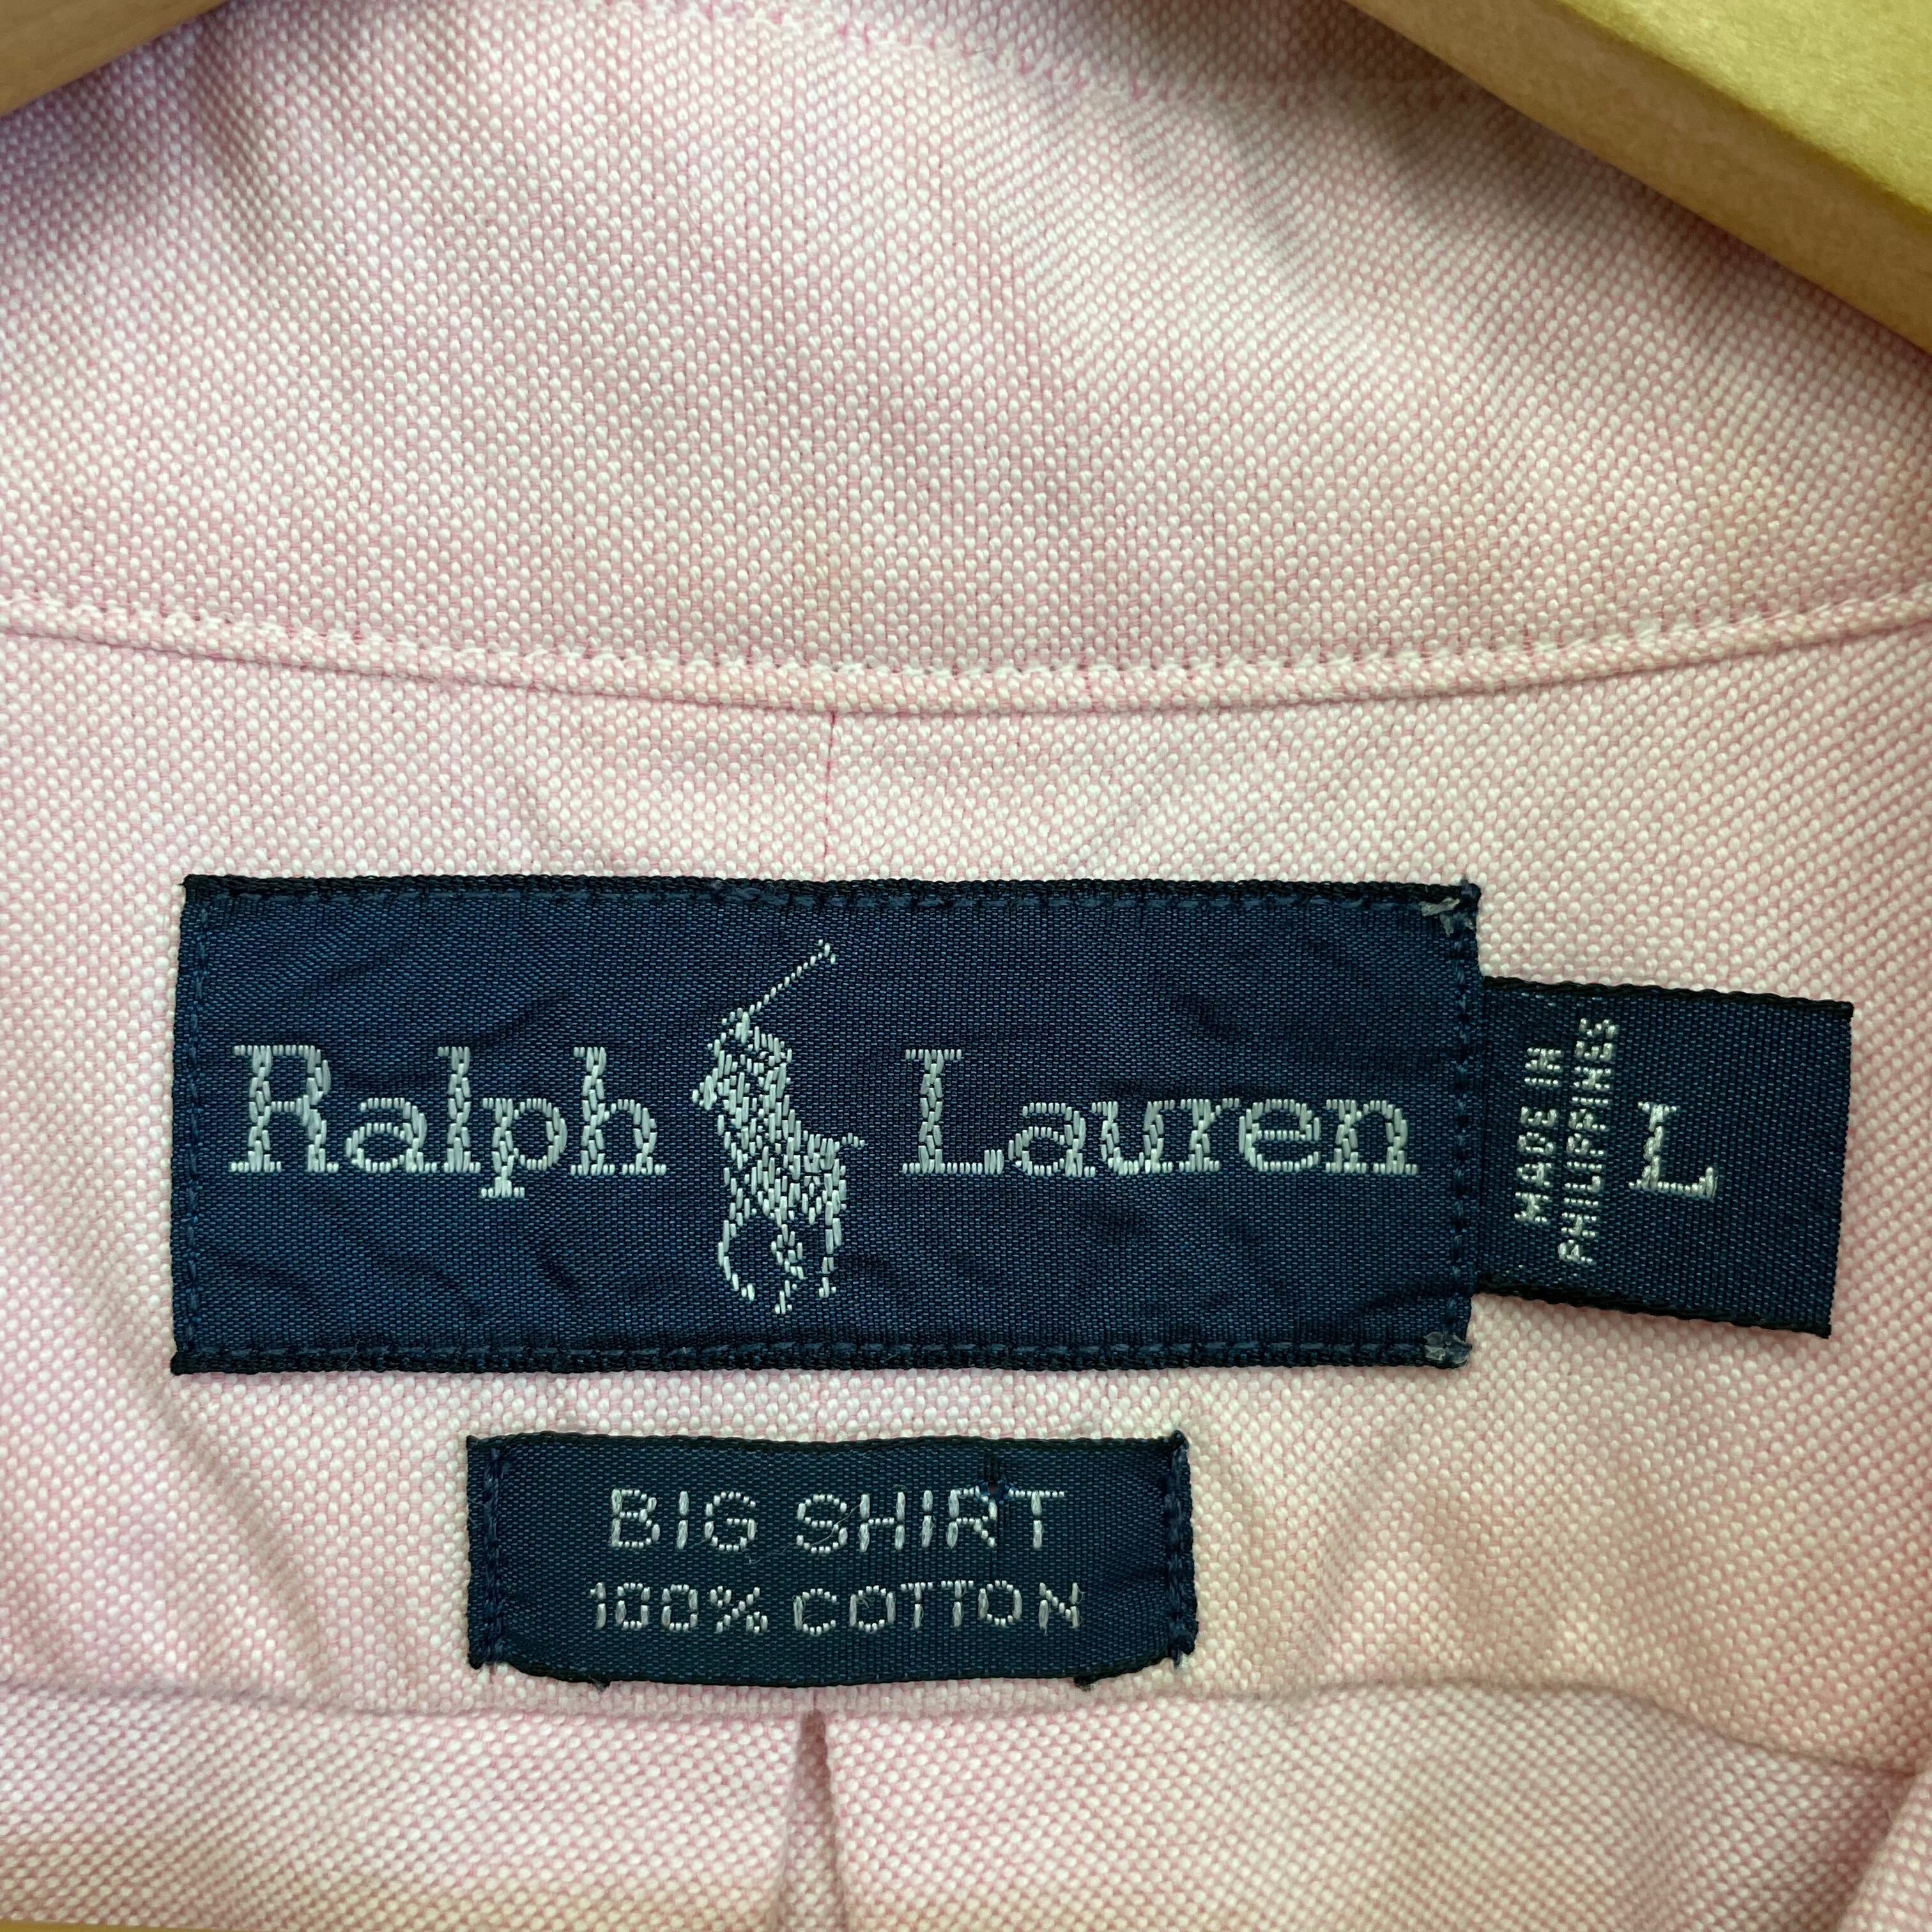 Ralph Lauren
MADE IN
PHILIPPINES
L
BIG SHIRT
100% COTTON